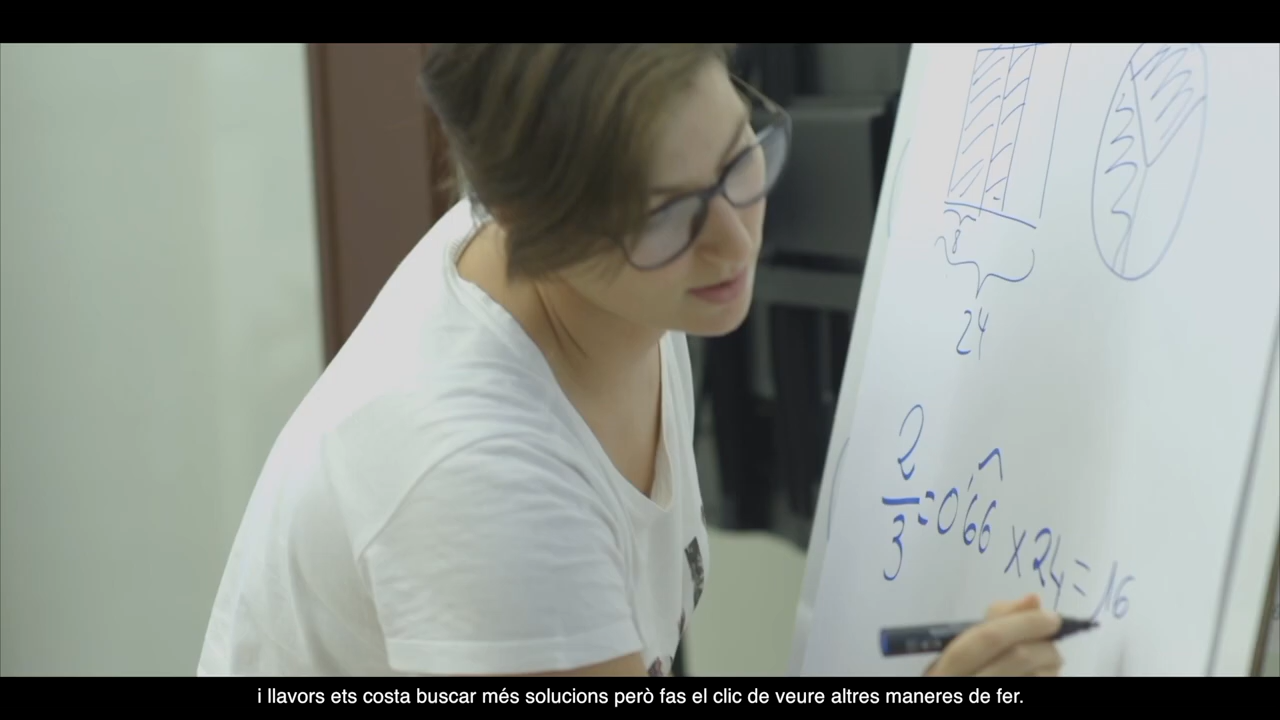 8
24
2/3 = 0'66 x 24 = 16
i llavors ets costa buscar més solucions però fas el clic de veure altres maneres de fer.